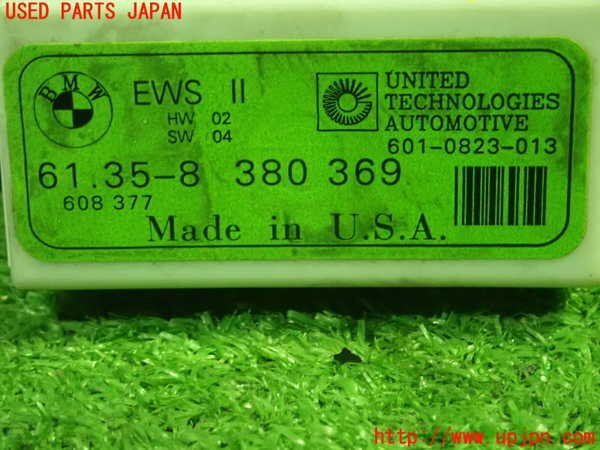 USED PARTS JAPAN
BMW
EWS II
HW 02
SW 04
UNITED
TECHNOLOGIES
AUTOMOTIVE
601-0823-013
61.35-8 380 369
608 377
Made in U.S.A.
http://www.upjpn.com/